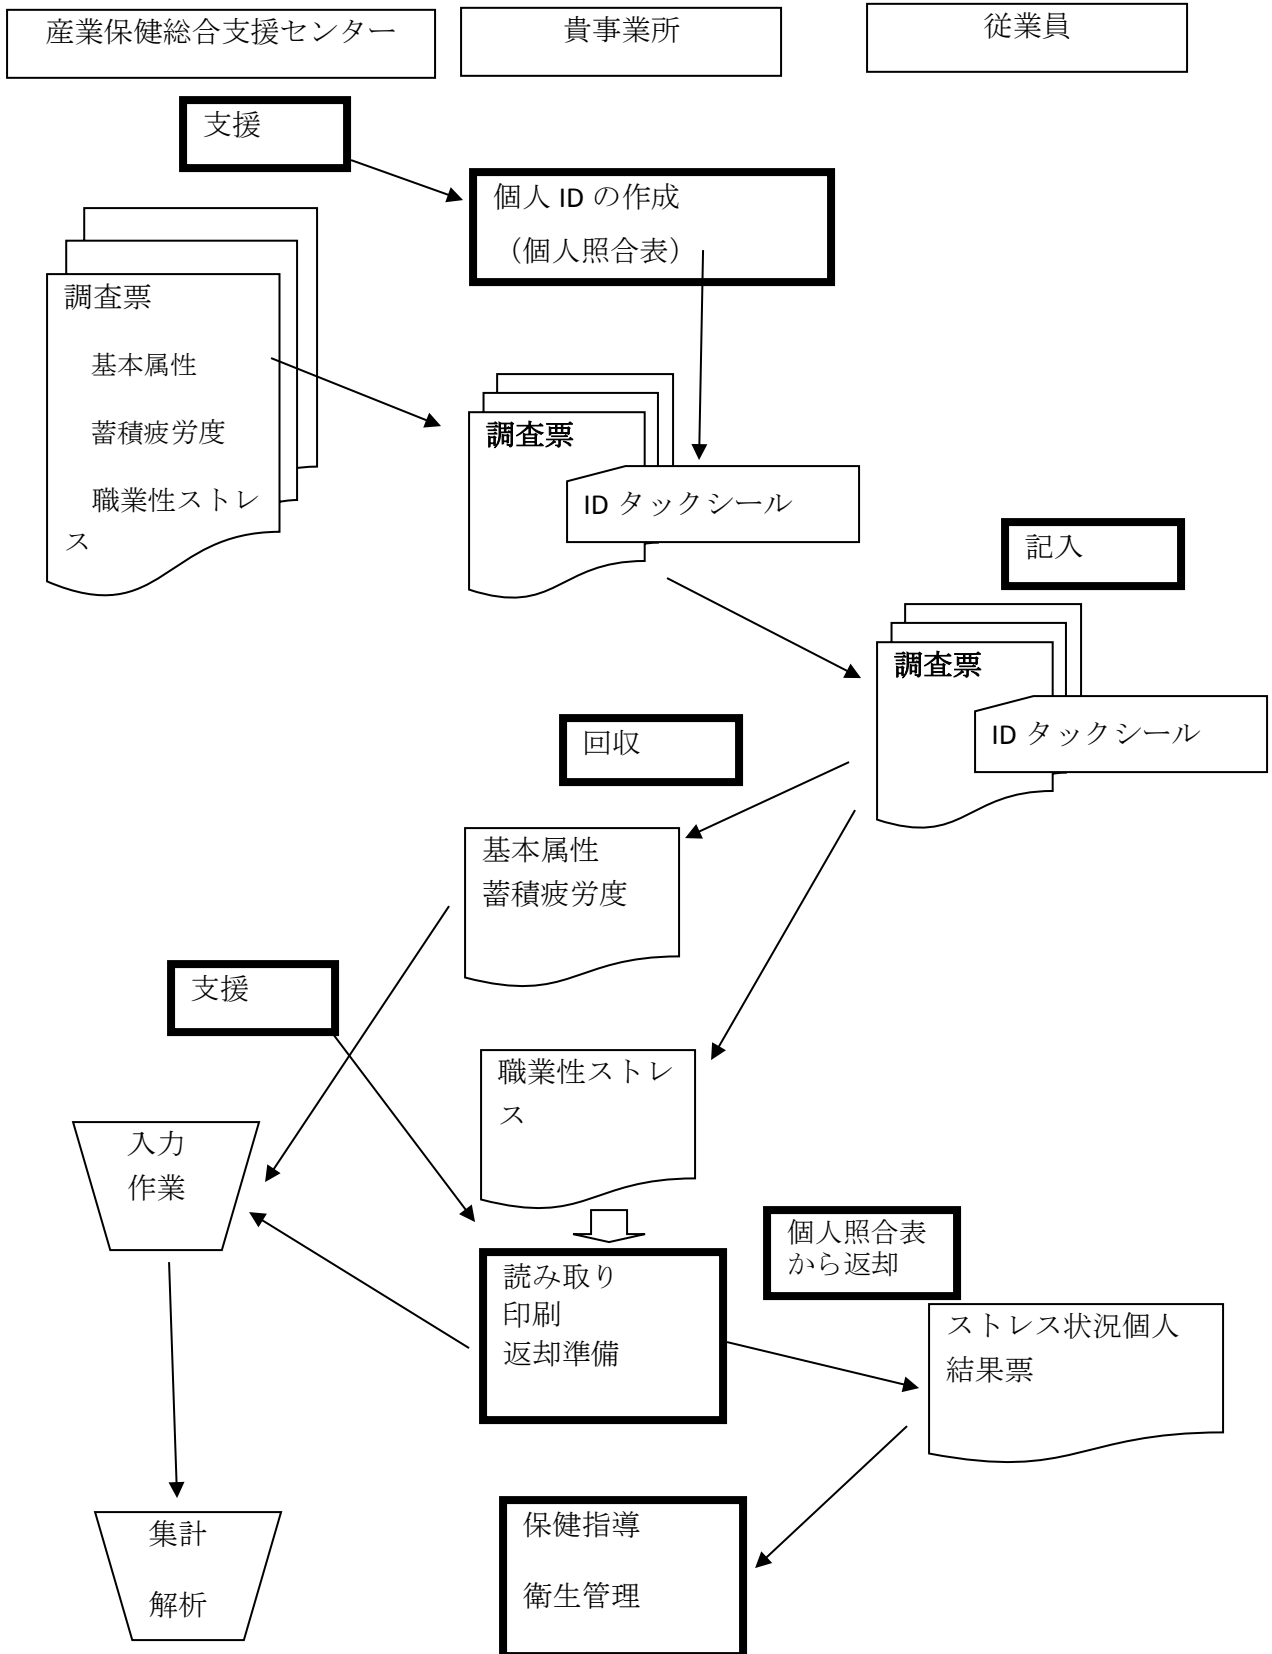 産業保健総合支援センター
貴事業所
従業員
支援
個人 ID の作成
（個人照合表）
調査票
基本属性
蓄積疲労度
職業性ストレ
ス
調査票
ID タックシール
記入
調査票
ID タックシール
回収
基本属性
蓄積疲労度
支援
職業性ストレ
ス
入力
作業
個人照合表
から返却
読み取り
印刷
返却準備
ストレス状況個人
結果票
保健指導
衛生管理
集計
解析